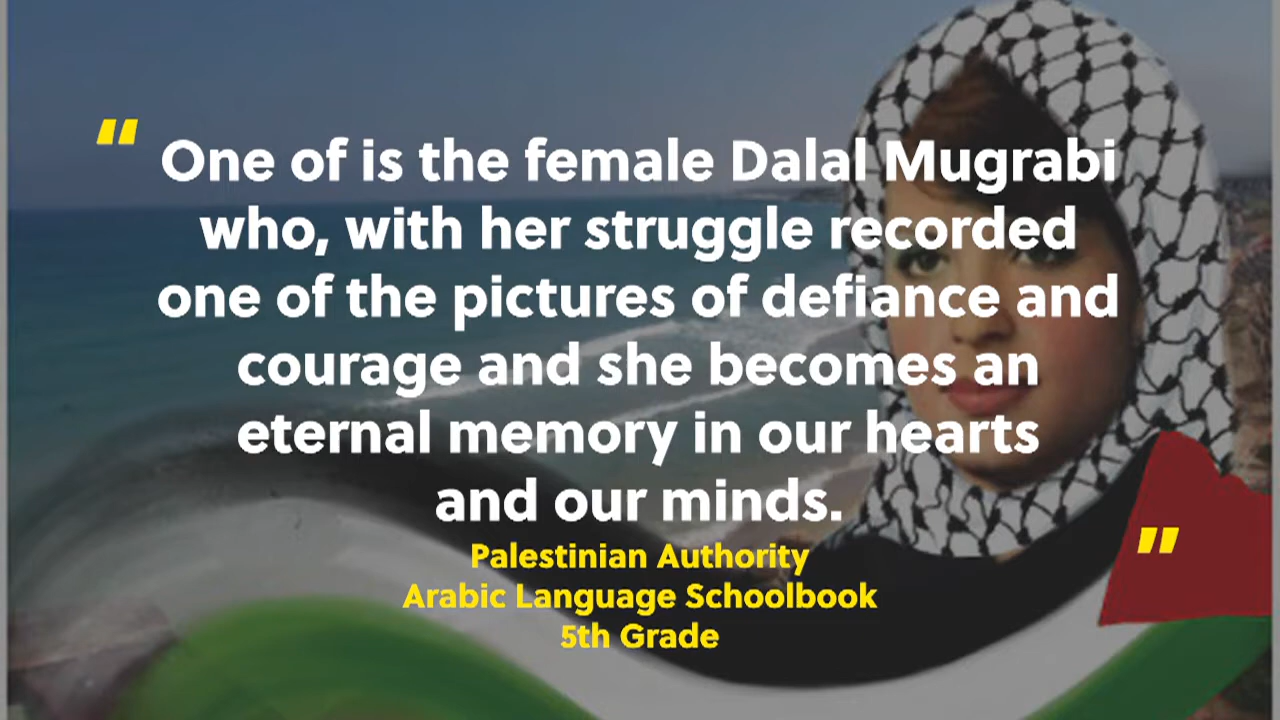 "One of is the female Dalal Mugrabi
who, with her struggle recorded
one of the pictures of defiance and
courage and she becomes an
eternal memory in our hearts
and our minds."
Palestinian Authority
Arabic Language Schoolbook
5th Grade